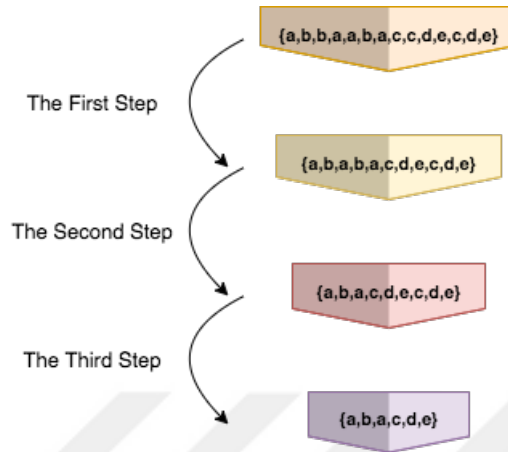 {a,b,b,a,a,b,a,c,c,d,e,c,d,e}
The First Step
{a,b,a,b,a,c,d,e,c,d,e}
The Second Step
{a,b,a,c,d,e,c,d,e}
The Third Step
{a,b,a,c,d,e}